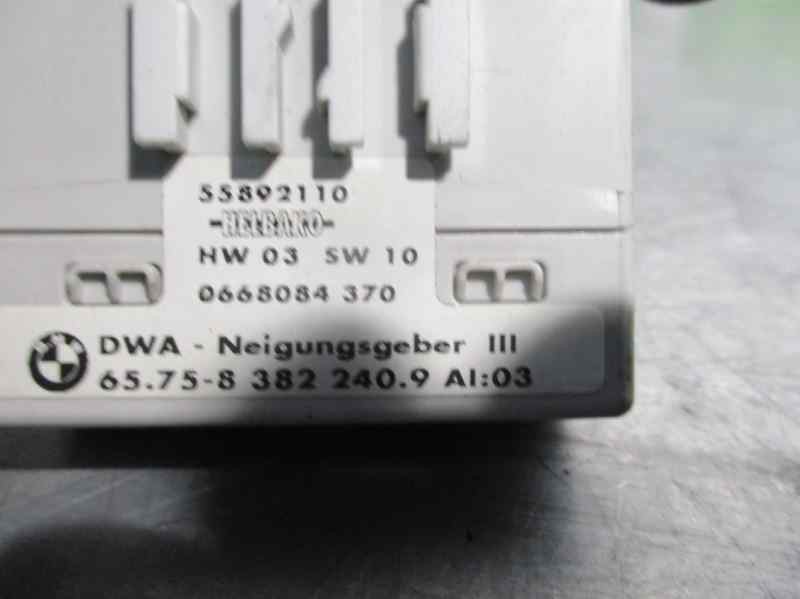 55892110
-HELBAKO-
HW 03 SW 10
0668084 370
DWA - Neigungsgeber III
65.75-8 382 240.9 AI:03